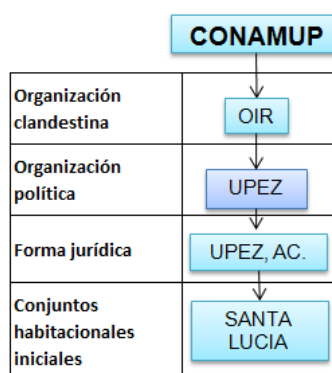 CONAMUP
Organización
clandestina
OIR
Organización
política
UPEZ
Forma jurídica
UPEZ, AC.
Conjuntos
habitacionales
iniciales
SANTA
LUCIA